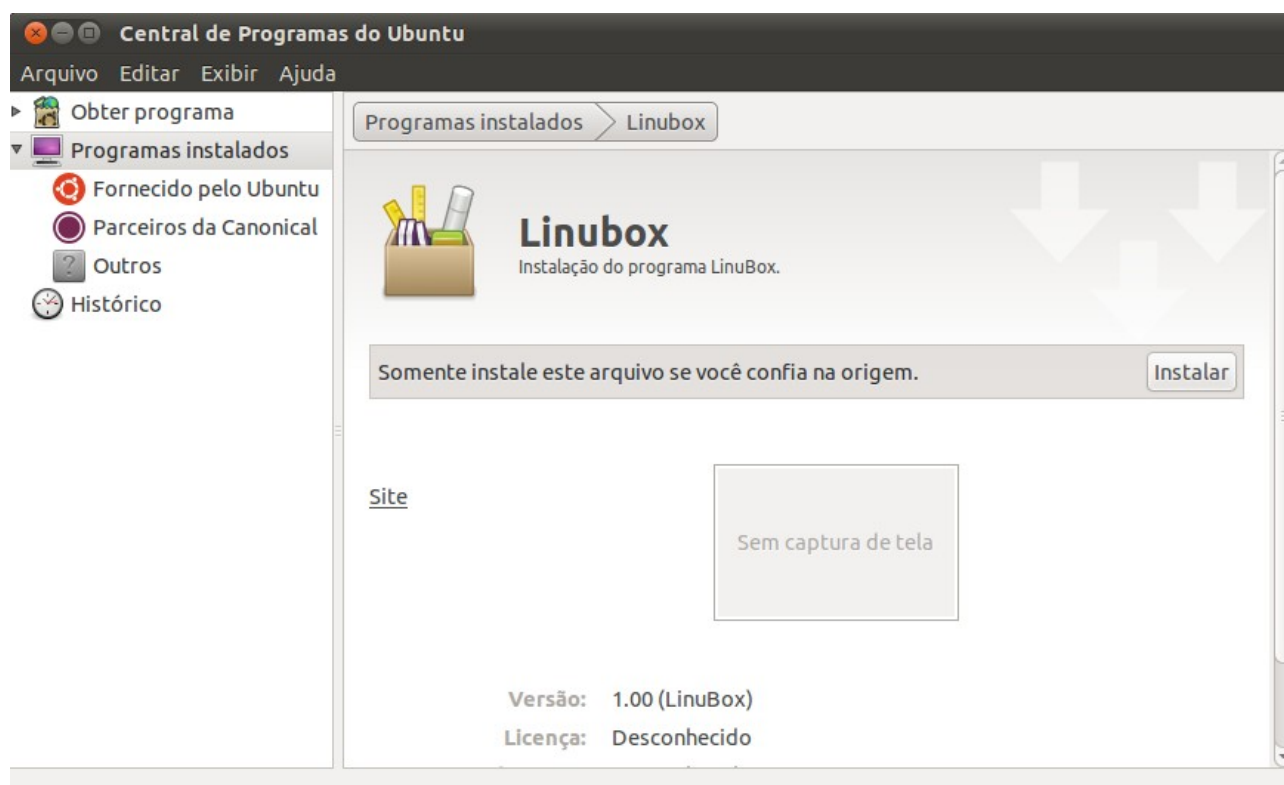 Central de Programas do Ubuntu
Arquivo Editar Exibir Ajuda
Obter programa
Programas instalados
Fornecido pelo Ubuntu
Parceiros da Canonical
? Outros
Histórico
Programas instalados Linubox
Linubox
Instalação do programa LinuBox.
Somente instale este arquivo se você confia na origem. Instalar
Site
Sem captura de tela
Versão: 1.00 (LinuBox)
Licença: Desconhecido